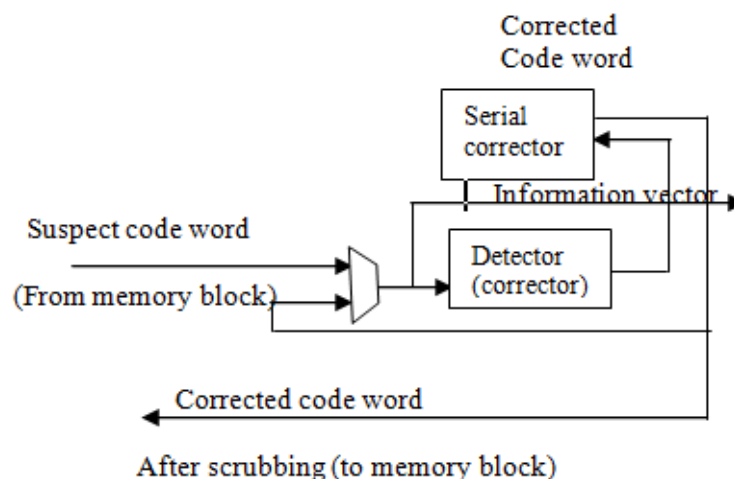 Corrected
Code word
Serial
corrector
Information vector
Suspect code word
Detector
(corrector)
(From memory block)
Corrected code word
After scrubbing (to memory block)